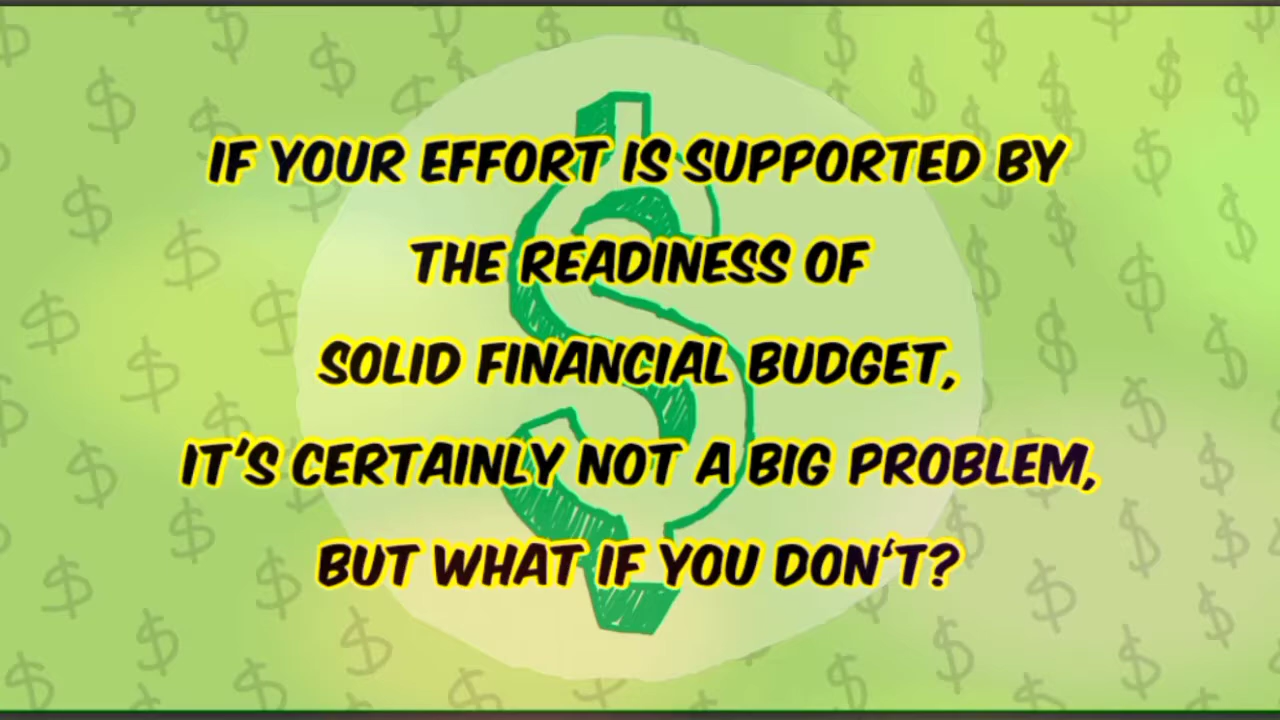 IF YOUR EFFORT IS SUPPORTED BY
THE READINESS OF
SOLID FINANCIAL BUDGET,
IT'S CERTAINLY NOT A BIG PROBLEM,
BUT WHAT IF YOU DON'T?